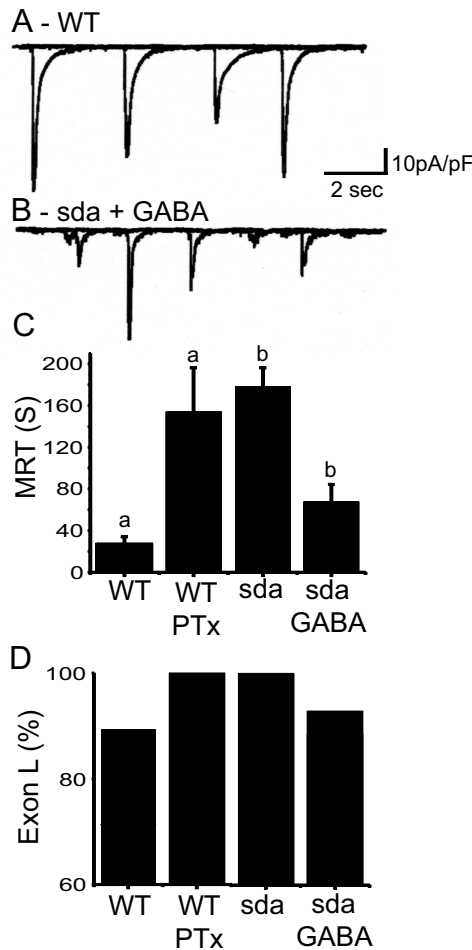 A - WT
10pA/pF
2 sec
B - sda + GABA
C
MRT (S)
200
160
120
80
40
0
a
a
b
b
WT
WT
PTx
sda
sda
GABA
D
Exon L (%)
100
80
60
WT
WT
PTx
sda
sda
GABA